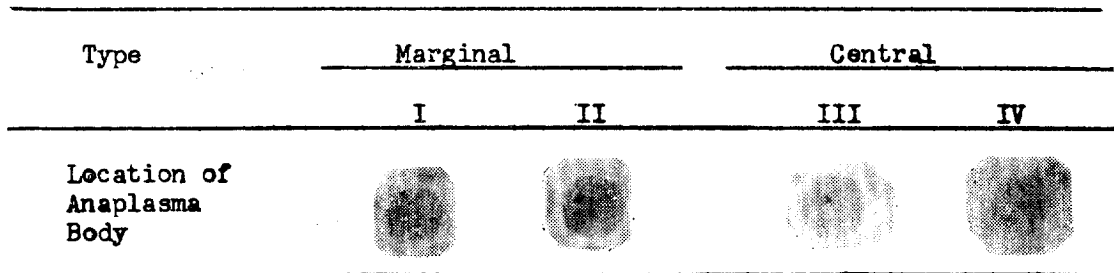 Type Marginal Central
I II III IV
Location of
Anaplasma
Body